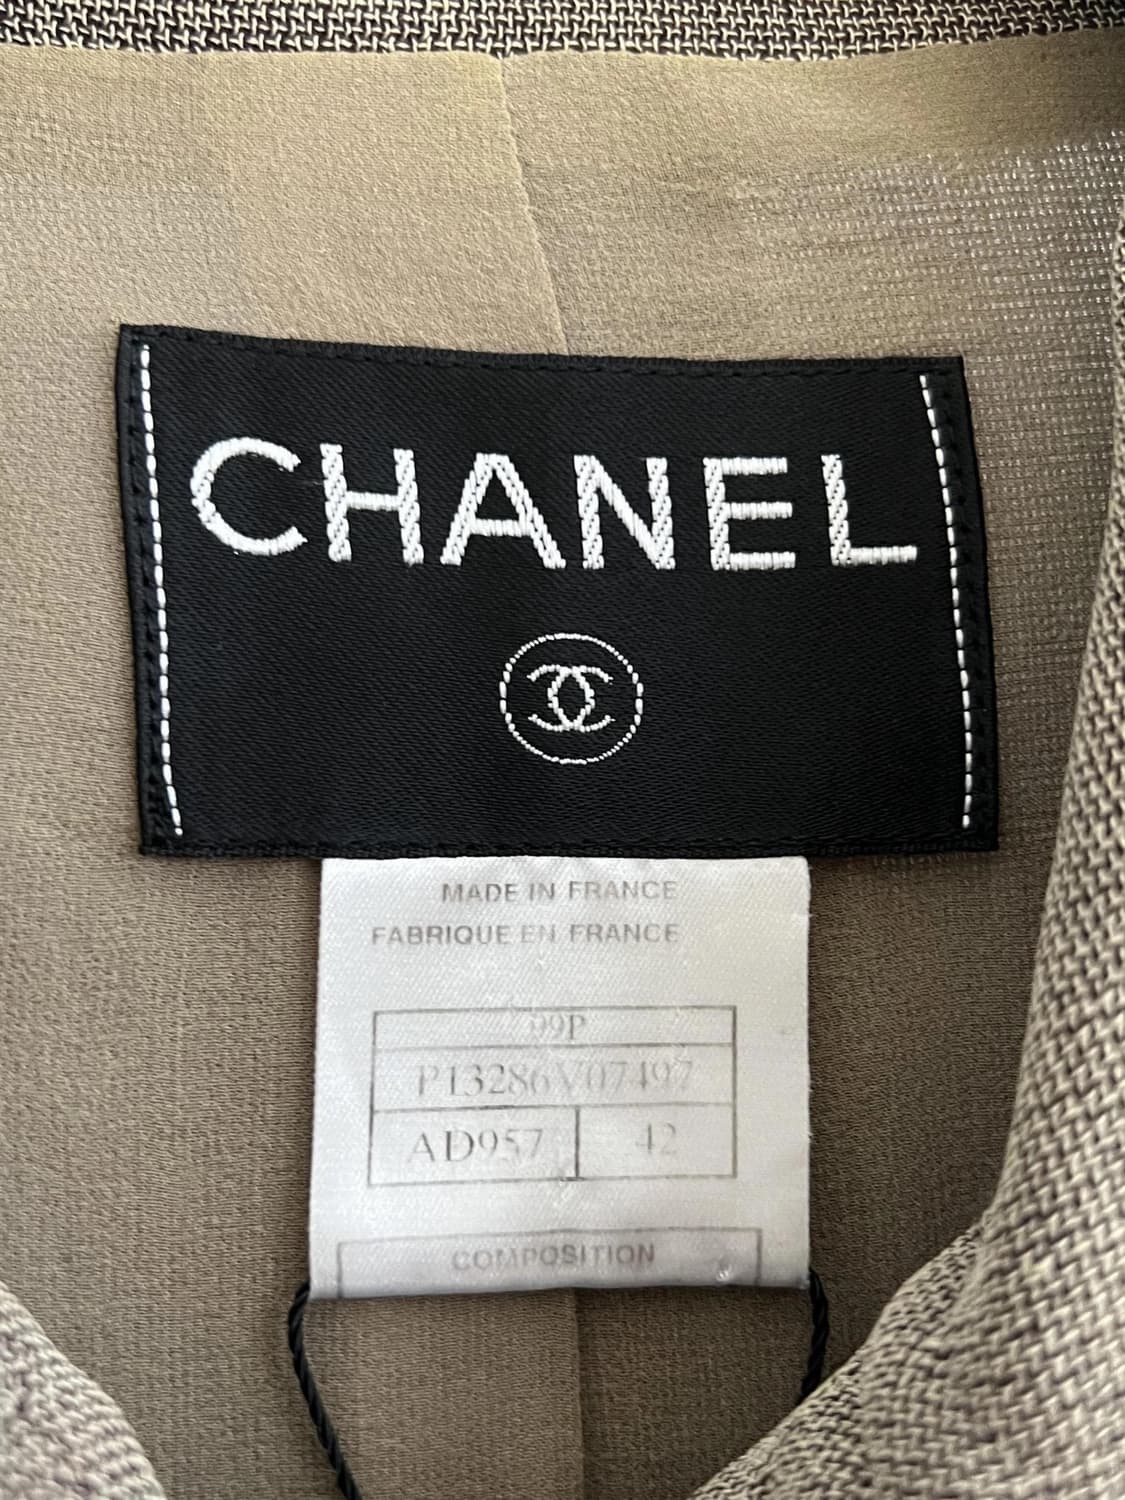 CHANEL
MADE IN FRANCE
FABRIQUE EN FRANCE
99P
P13286V07497
AD957 42
COMPOSITION